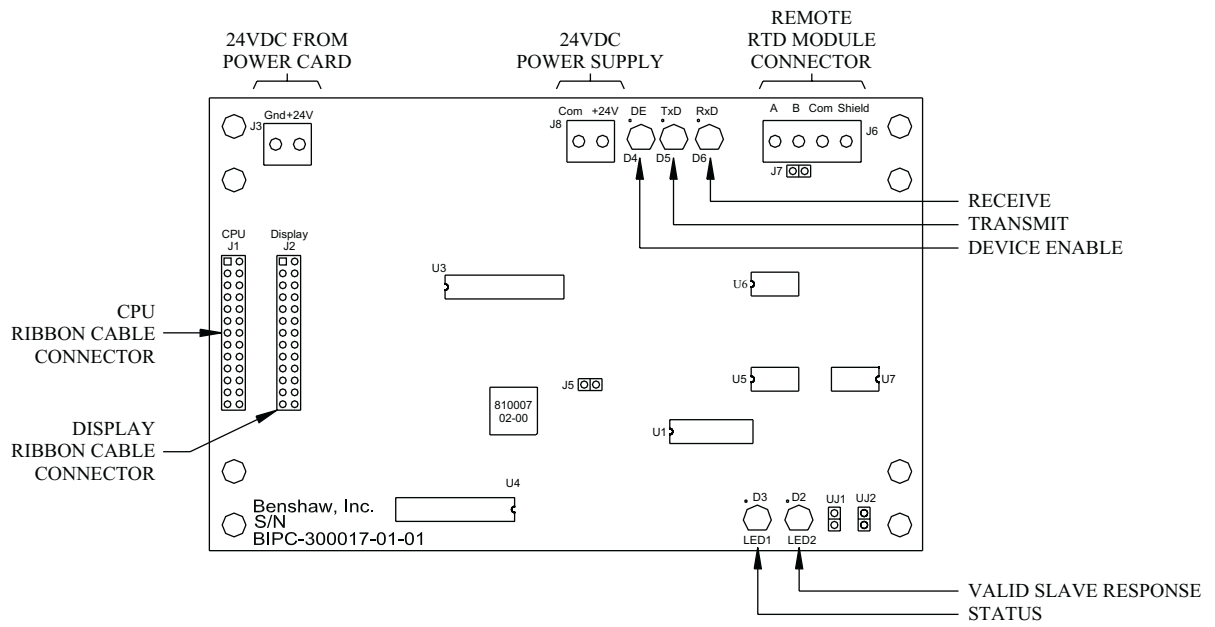 24VDC FROM
POWER CARD
24VDC
POWER SUPPLY
REMOTE
RTD MODULE
CONNECTOR
Gnd +24V
J3
Com +24V
J8
DE TxD RxD
D4 D5 D6
A B Com Shield
J6
J7
RECEIVE
TRANSMIT
DEVICE ENABLE
CPU
J1
Display
J2
U3
U6
CPU
RIBBON CABLE
CONNECTOR
J5
U5
U7
810007
02-00
U1
DISPLAY
RIBBON CABLE
CONNECTOR
U4
Benshaw, Inc.
S/N
BIPC-300017-01-01
D3 D2 UJ1 UJ2
LED1 LED2
VALID SLAVE RESPONSE
STATUS